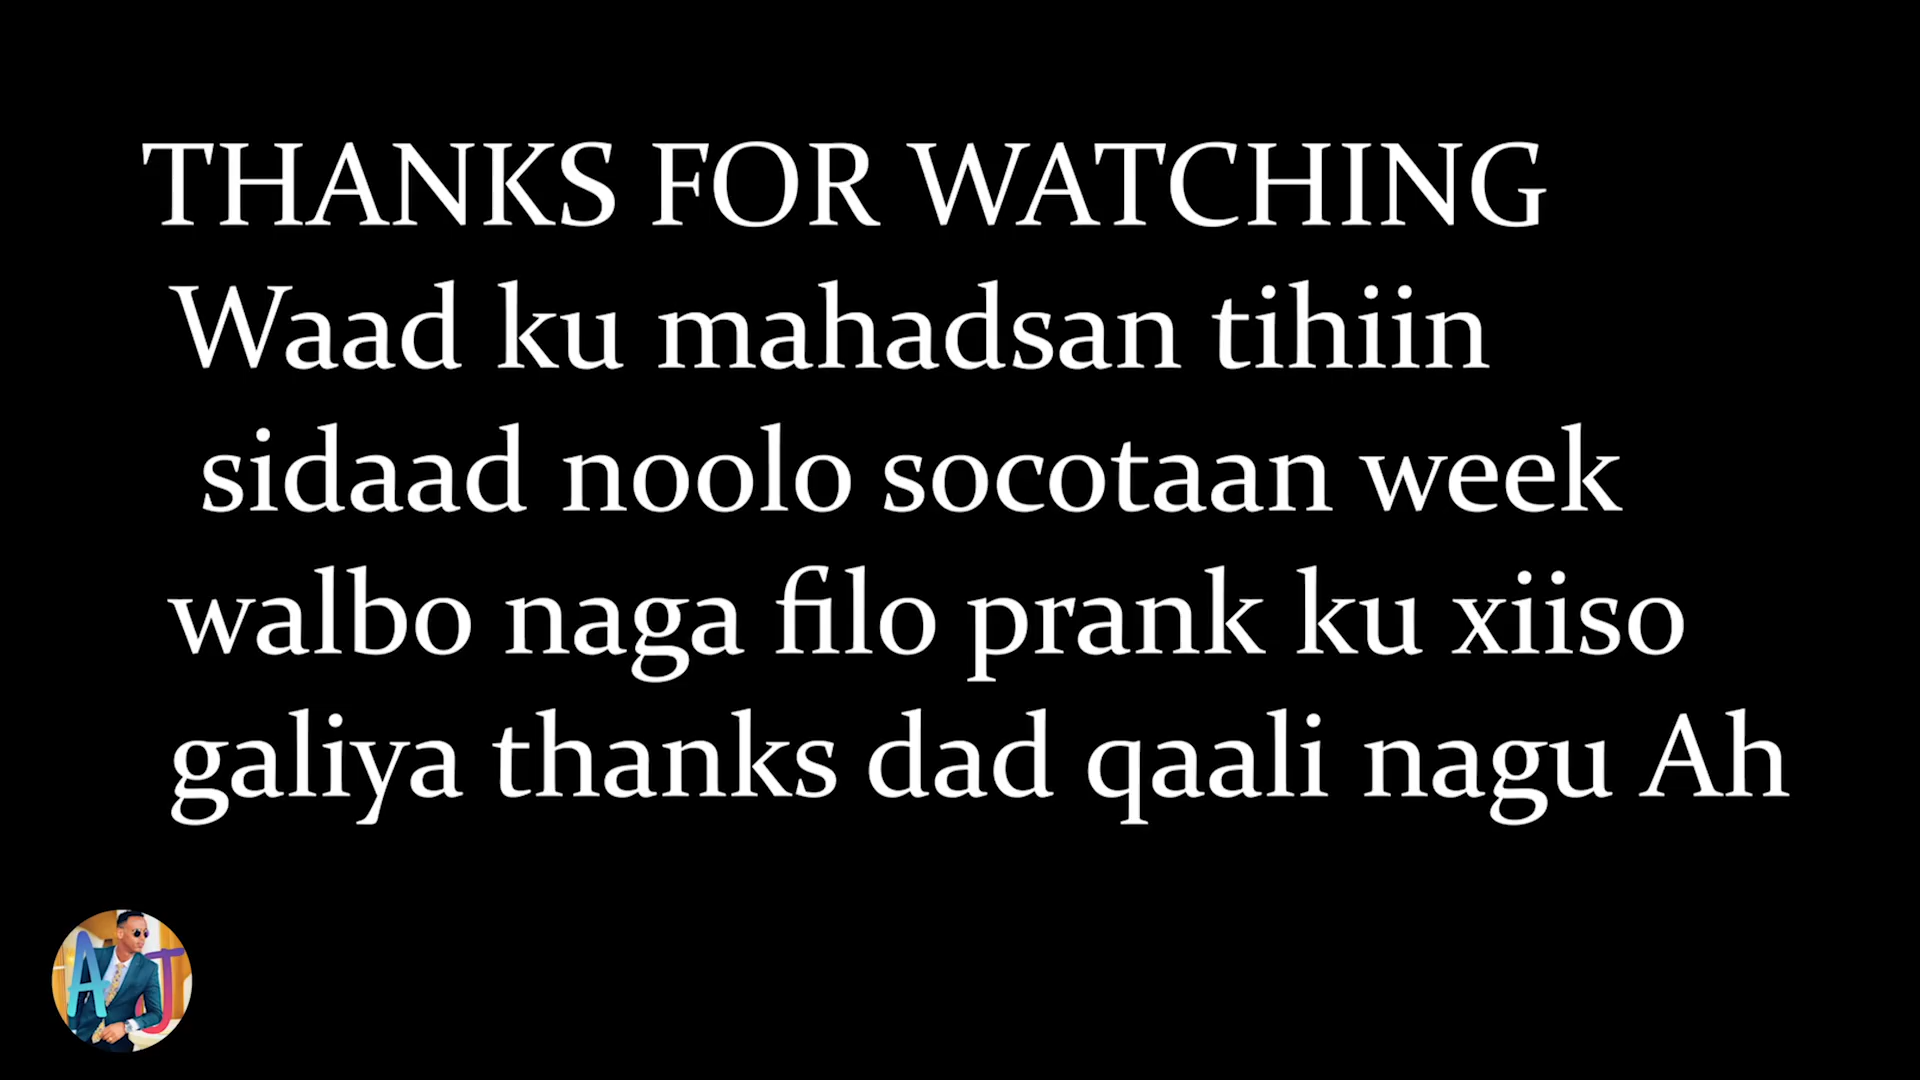 THANKS FOR WATCHING
Waad ku mahadsan tihiin
sidaad noolo socotaan week
walbo naga filo prank ku xiiso
galiya thanks dad qaali nagu Ah
AJ